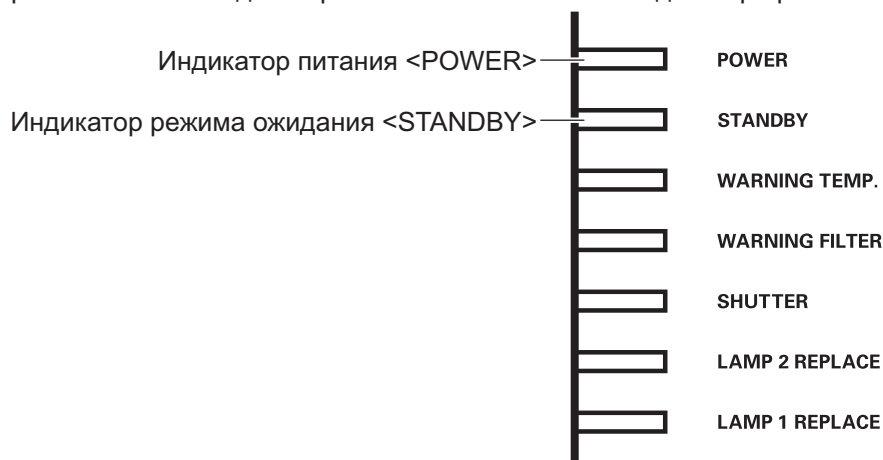 Индикатор питания <POWER>
POWER
Индикатор режима ожидания <STANDBY>
STANDBY
WARNING TEMP.
WARNING FILTER
SHUTTER
LAMP 2 REPLACE
LAMP 1 REPLACE